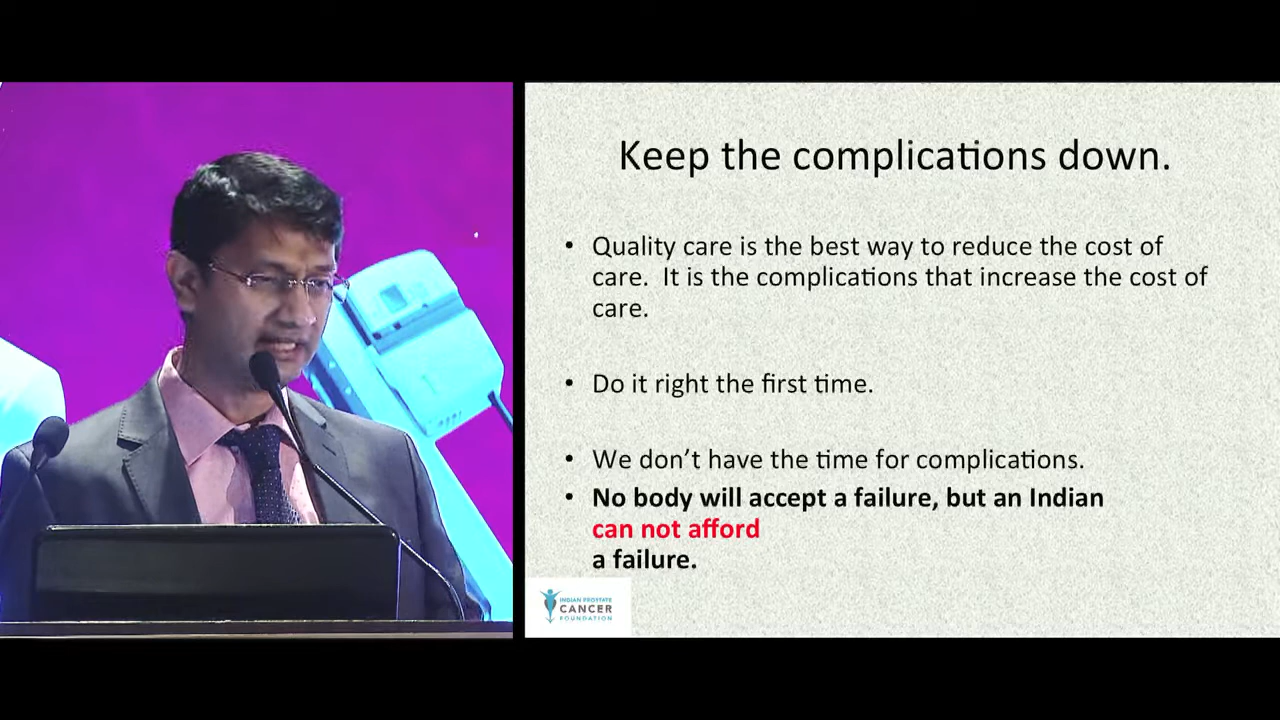 Keep the complications down.
• Quality care is the best way to reduce the cost of
care.  It is the complications that increase the cost of
care.
• Do it right the first time.
• We don’t have the time for complications.
• No body will accept a failure, but an Indian
can not afford
a failure.
INDIAN PROSTATE
CANCER
FOUNDATION